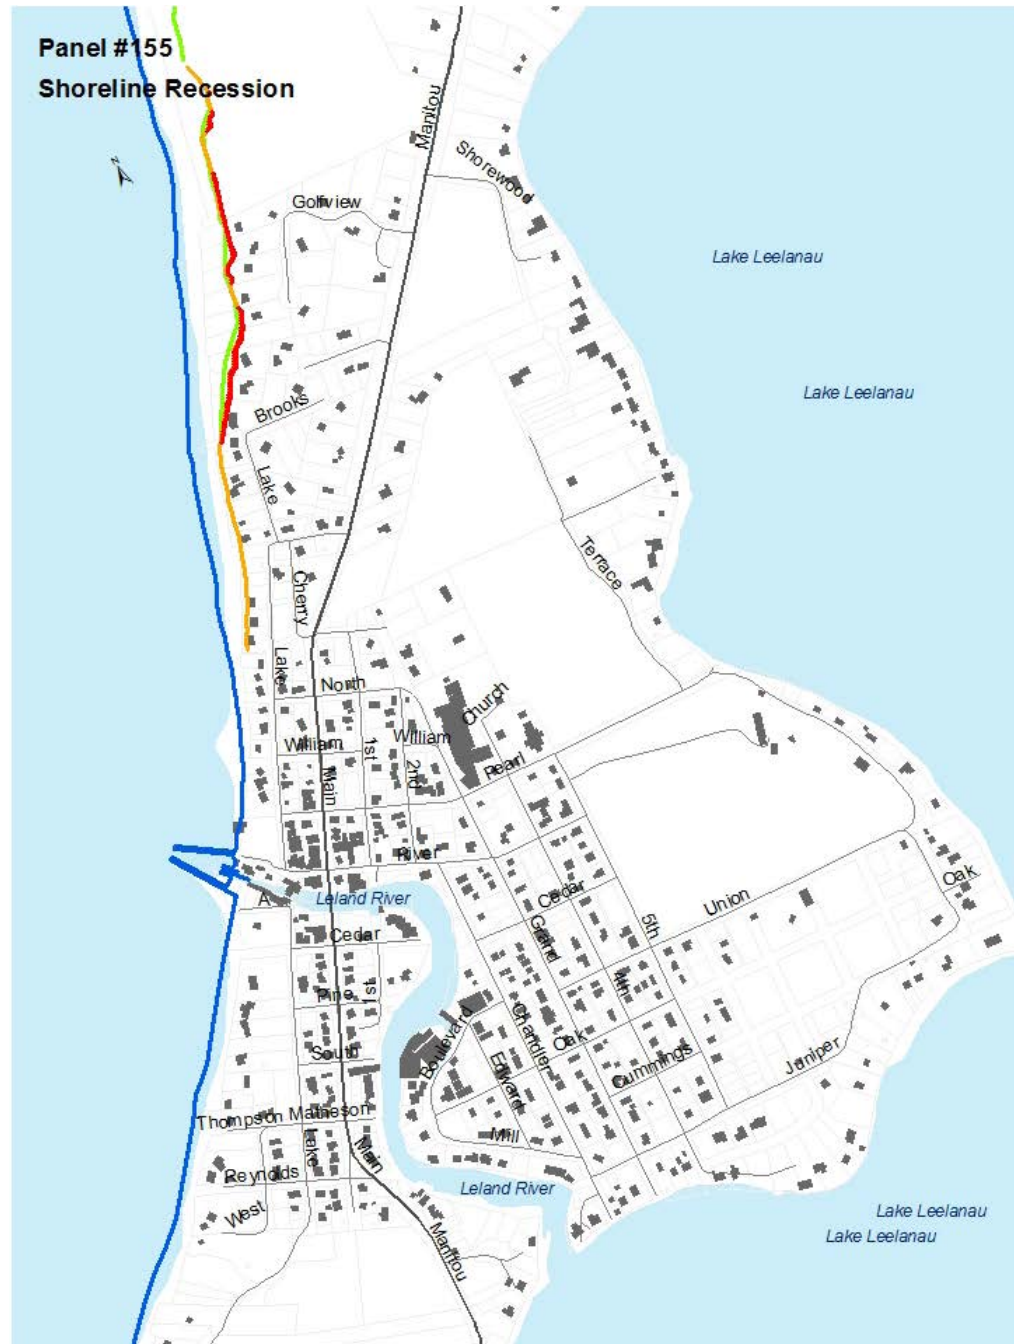 Panel #155
Shoreline Recession
z
Manitou
Shorewood
Golfview
Lake Leelanau
Lake Leelanau
Brooks
Lake
Terrace
Cherry
Lake
North
Church
William
William
1st
2nd
Main
Pearl
River
Cedar
Union
Oak
A
Leland River
Grand
5th
Cedar
4th
1st
Pine
Chandler
Boulevard
Oak
South
Edward
Cummings
Juniper
Thompson Matheson
Lake
Main
Mill
Reynolds
Leland River
West
Manitou
Lake Leelanau
Lake Leelanau